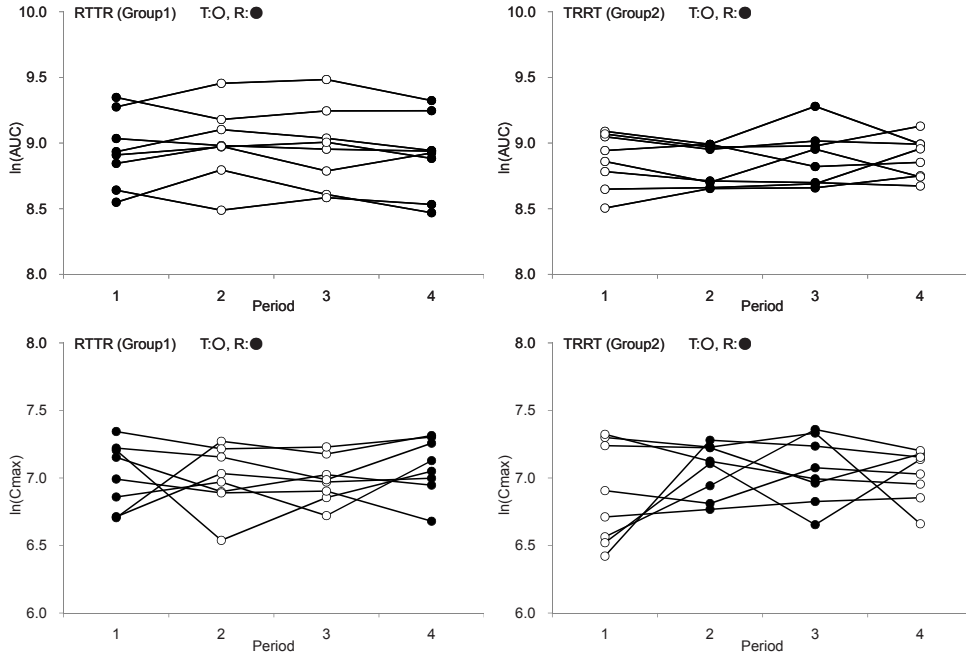 10.0 RTTR (Group1) T:○, R:●
9.5
9.0
8.5
8.0
ln(AUC)
1 2 3 4
Period
10.0 TRRT (Group2) T:○, R:●
9.5
9.0
8.5
8.0
ln(AUC)
1 2 3 4
Period
8.0 RTTR (Group1) T:○, R:●
7.5
7.0
6.5
6.0
ln(Cmax)
1 2 3 4
Period
8.0 TRRT (Group2) T:○, R:●
7.5
7.0
6.5
6.0
ln(Cmax)
1 2 3 4
Period